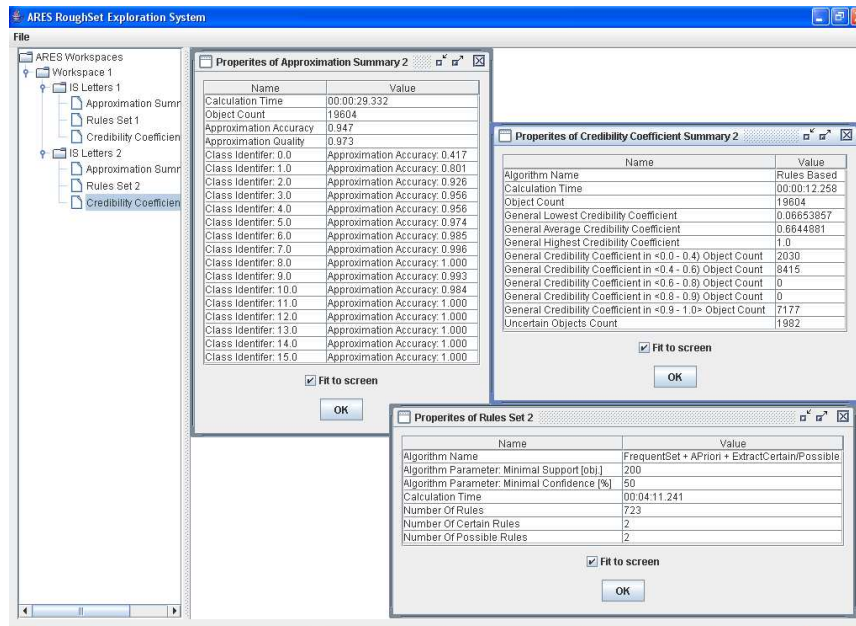 ARES RoughSet Exploration System
File
ARES Workspaces
Workspace 1
IS Letters 1
Approximation Summ
Rules Set 1
Credibility Coefficien
IS Letters 2
Approximation Summ
Rules Set 2
Credibility Coefficien
Properites of Approximation Summary 2
Name Value
Calculation Time 00:00:29.332
Object Count 19604
Approximation Accuracy 0.947
Approximation Quality 0.973
Class Identifer: 0.0 Approximation Accuracy: 0.417
Class Identifer: 1.0 Approximation Accuracy: 0.801
Class Identifer: 2.0 Approximation Accuracy: 0.926
Class Identifer: 3.0 Approximation Accuracy: 0.956
Class Identifer: 4.0 Approximation Accuracy: 0.956
Class Identifer: 5.0 Approximation Accuracy: 0.974
Class Identifer: 6.0 Approximation Accuracy: 0.985
Class Identifer: 7.0 Approximation Accuracy: 0.996
Class Identifer: 8.0 Approximation Accuracy: 1.000
Class Identifer: 9.0 Approximation Accuracy: 0.993
Class Identifer: 10.0 Approximation Accuracy: 0.984
Class Identifer: 11.0 Approximation Accuracy: 1.000
Class Identifer: 12.0 Approximation Accuracy: 1.000
Class Identifer: 13.0 Approximation Accuracy: 1.000
Class Identifer: 14.0 Approximation Accuracy: 1.000
Class Identifer: 15.0 Approximation Accuracy: 1.000
Fit to screen
OK
Properites of Credibility Coefficient Summary 2
Name Value
Algorithm Name Rules Based
Calculation Time 00:00:12.258
Object Count 19604
General Lowest Credibility Coefficient 0.06653857
General Average Credibility Coefficient 0.6644881
General Highest Credibility Coefficient 1.0
General Credibility Coefficient in <0.0 - 0.4) Object Count 2030
General Credibility Coefficient in <0.4 - 0.6) Object Count 8415
General Credibility Coefficient in <0.6 - 0.8) Object Count 0
General Credibility Coefficient in <0.8 - 0.9) Object Count 0
General Credibility Coefficient in <0.9 - 1.0> Object Count 7177
Uncertain Objects Count 1982
Fit to screen
OK
Properites of Rules Set 2
Name Value
Algorithm Name FrequentSet + APriori + ExtractCertain/Possible
Algorithm Parameter: Minimal Support [obj.] 200
Algorithm Parameter: Minimal Confidence [%] 50
Calculation Time 00:04:11.241
Number Of Rules 723
Number Of Certain Rules 2
Number Of Possible Rules 2
Fit to screen
OK